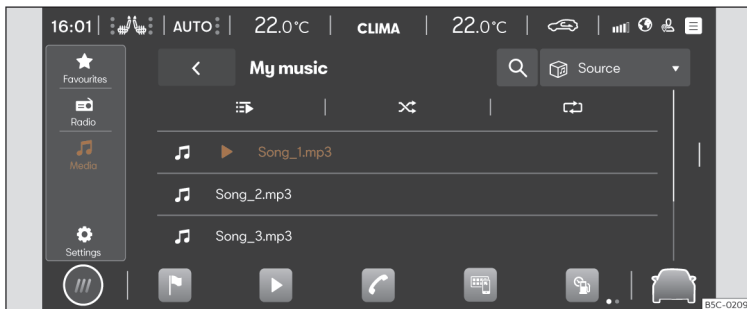 16:01 AUTO 22.0°C CLIMA 22.0°C
Favourites
My music
Source
Radio
Media
Song_1.mp3
Song_2.mp3
Song_3.mp3
Settings
B5C-0209